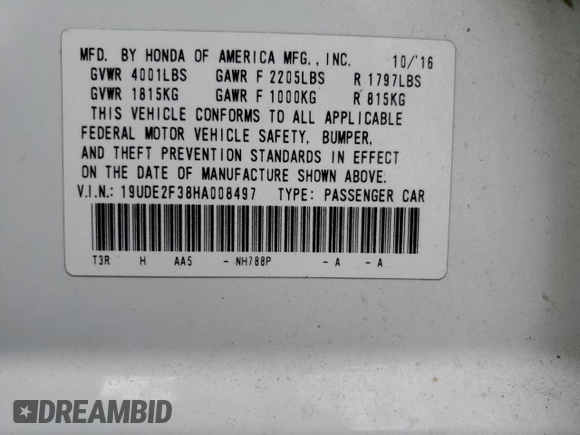 MFD. BY HONDA OF AMERICA MFG., INC. 10/'16
GVWR 4001LBS GAWR F 2205LBS R 1797LBS
GVWR 1815KG GAWR F 1000KG R 815KG
THIS VEHICLE CONFORMS TO ALL APPLICABLE
FEDERAL MOTOR VEHICLE SAFETY, BUMPER,
AND THEFT PREVENTION STANDARDS IN EFFECT
ON THE DATE OF MANUFACTURE SHOWN ABOVE.
V.I.N.: 19UDE2F38HA008497 TYPE: PASSENGER CAR
T3R H AA5 - NH788P - A - A
DREAMBID